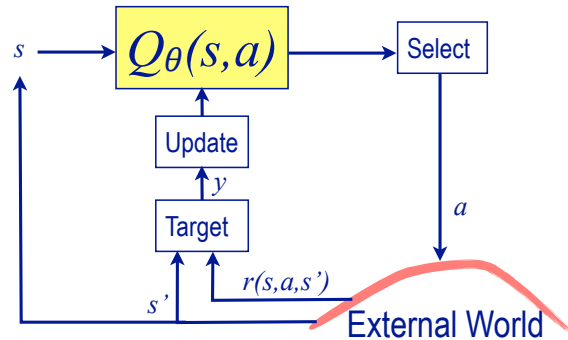 s
Qθ(s,a)
Select
Update
y
Target
a
r(s,a,s’)
s’
External World